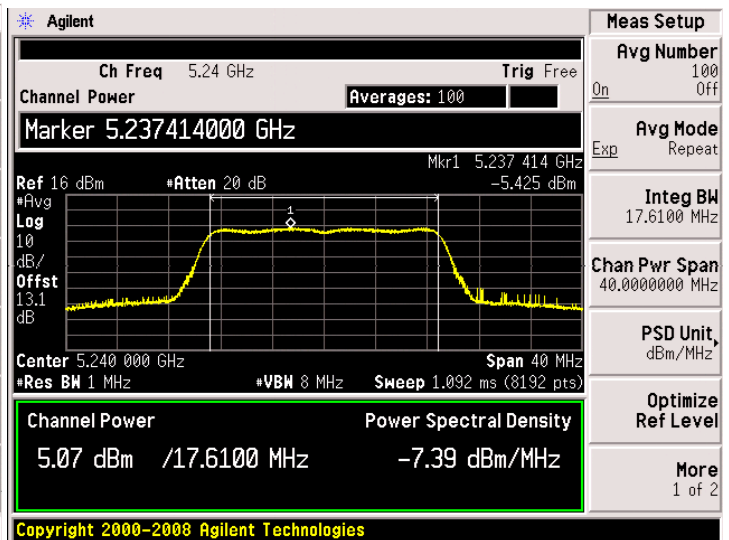 Agilent
Meas Setup
Ch Freq 5.24 GHz Trig Free
Channel Power Averages: 100
Marker 5.237414000 GHz
Mkr1 5.237 414 GHz
Ref 16 dBm #Atten 20 dB -5.425 dBm
#Avg
Log
10
dB/
Offst
13.1
dB
1
Center 5.240 000 GHz Span 40 MHz
#Res BW 1 MHz #VBW 8 MHz Sweep 1.092 ms (8192 pts)
Channel Power Power Spectral Density
5.07 dBm /17.6100 MHz -7.39 dBm/MHz
Copyright 2000-2008 Agilent Technologies
Avg Number
100
On Off
Avg Mode
Exp Repeat
Integ BW
17.6100 MHz
Chan Pwr Span
40.0000000 MHz
PSD Unit
dBm/MHz
Optimize
Ref Level
More
1 of 2